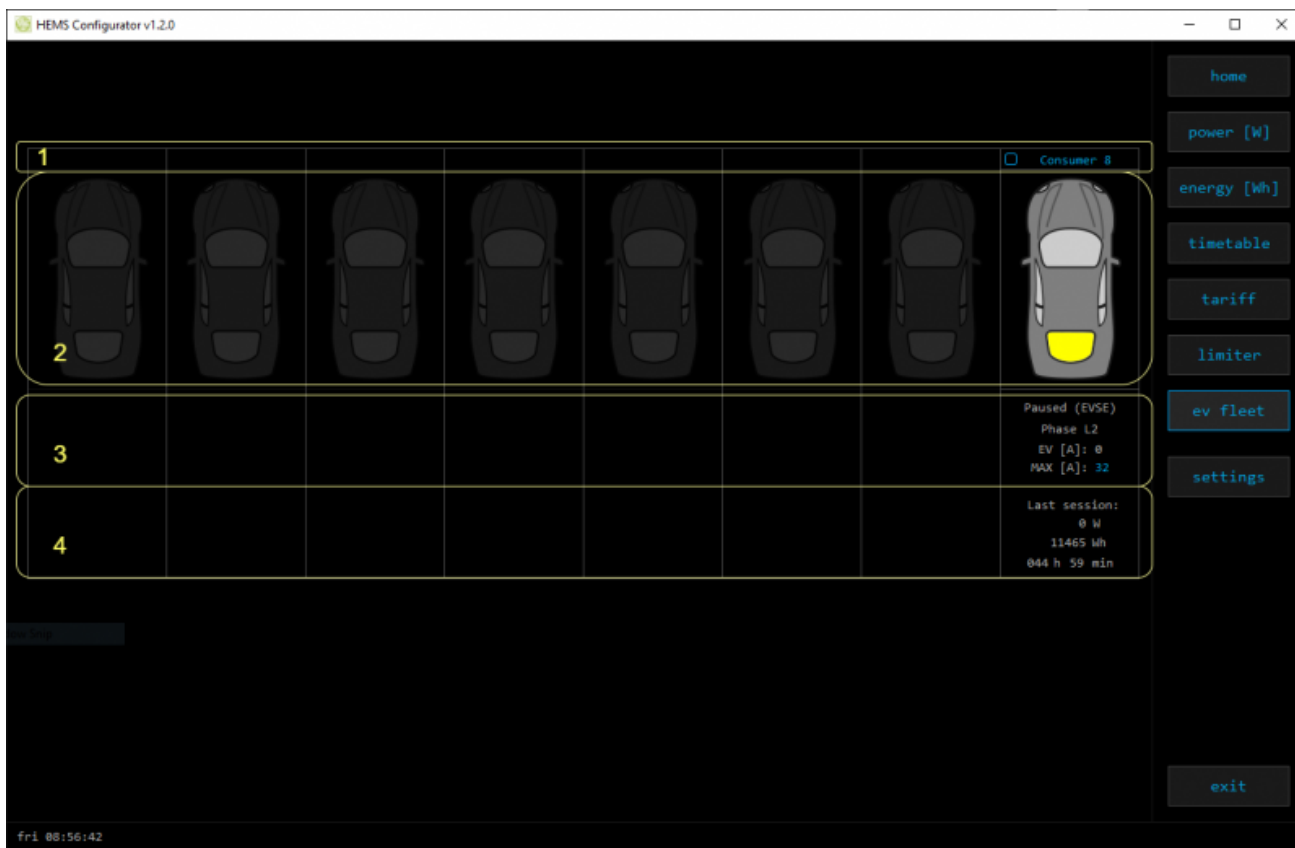 HEMS Configurator v1.2.0
home
power [W]
energy [Wh]
timetable
tariff
limiter
ev fleet
settings
exit
1
Consumer 8
2
3
Paused (EVSE)
Phase L2
EV [A]: 0
MAX [A]: 32
4
Last session:
0 W
11465 Wh
044 h 59 min
Snip
fri 08:56:42